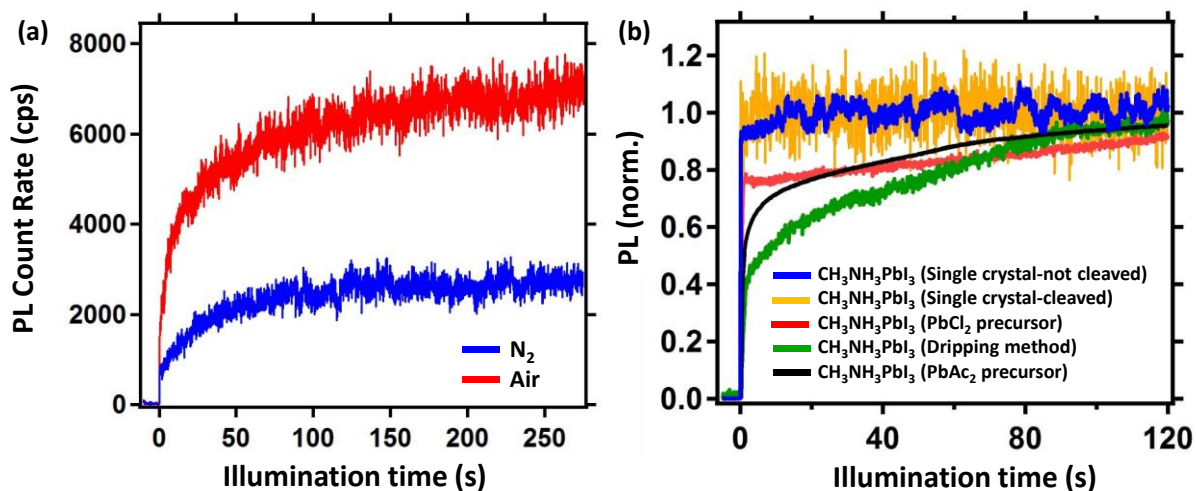 (a)
PL Count Rate (cps)
8000
6000
4000
2000
0
0 50 100 150 200 250
Illumination time (s)
N₂
Air
(b)
PL (norm.)
1.2
1.0
0.8
0.6
0.4
0.2
0.0
0 40 80 120
Illumination time (s)
CH₃NH₃PbI₃ (Single crystal-not cleaved)
CH₃NH₃PbI₃ (Single crystal-cleaved)
CH₃NH₃PbI₃ (PbCl₂ precursor)
CH₃NH₃PbI₃ (Dripping method)
CH₃NH₃PbI₃ (PbAc₂ precursor)